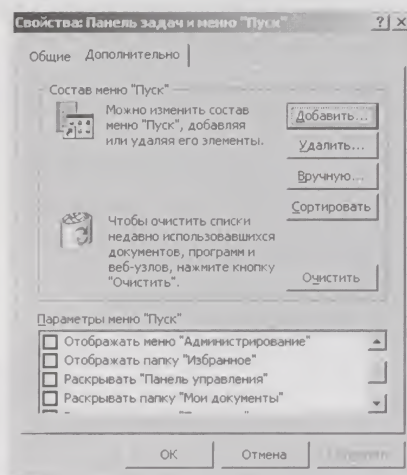 Свойства: Панель задач и меню "Пуск"
Общие Дополнительно
Состав меню "Пуск"
Можно изменить состав
меню "Пуск", добавляя
или удаляя его элементы.
Добавить...
Удалить...
Вручную...
Сортировать
Чтобы очистить списки
недавно использовавшихся
документов, программ и
веб-узлов, нажмите кнопку
"Очистить".
Очистить
Параметры меню "Пуск"
Отображать меню "Администрирование"
Отображать папку "Избранное"
Раскрывать "Панель управления"
Раскрывать папку "Мои документы"
ОК Отмена